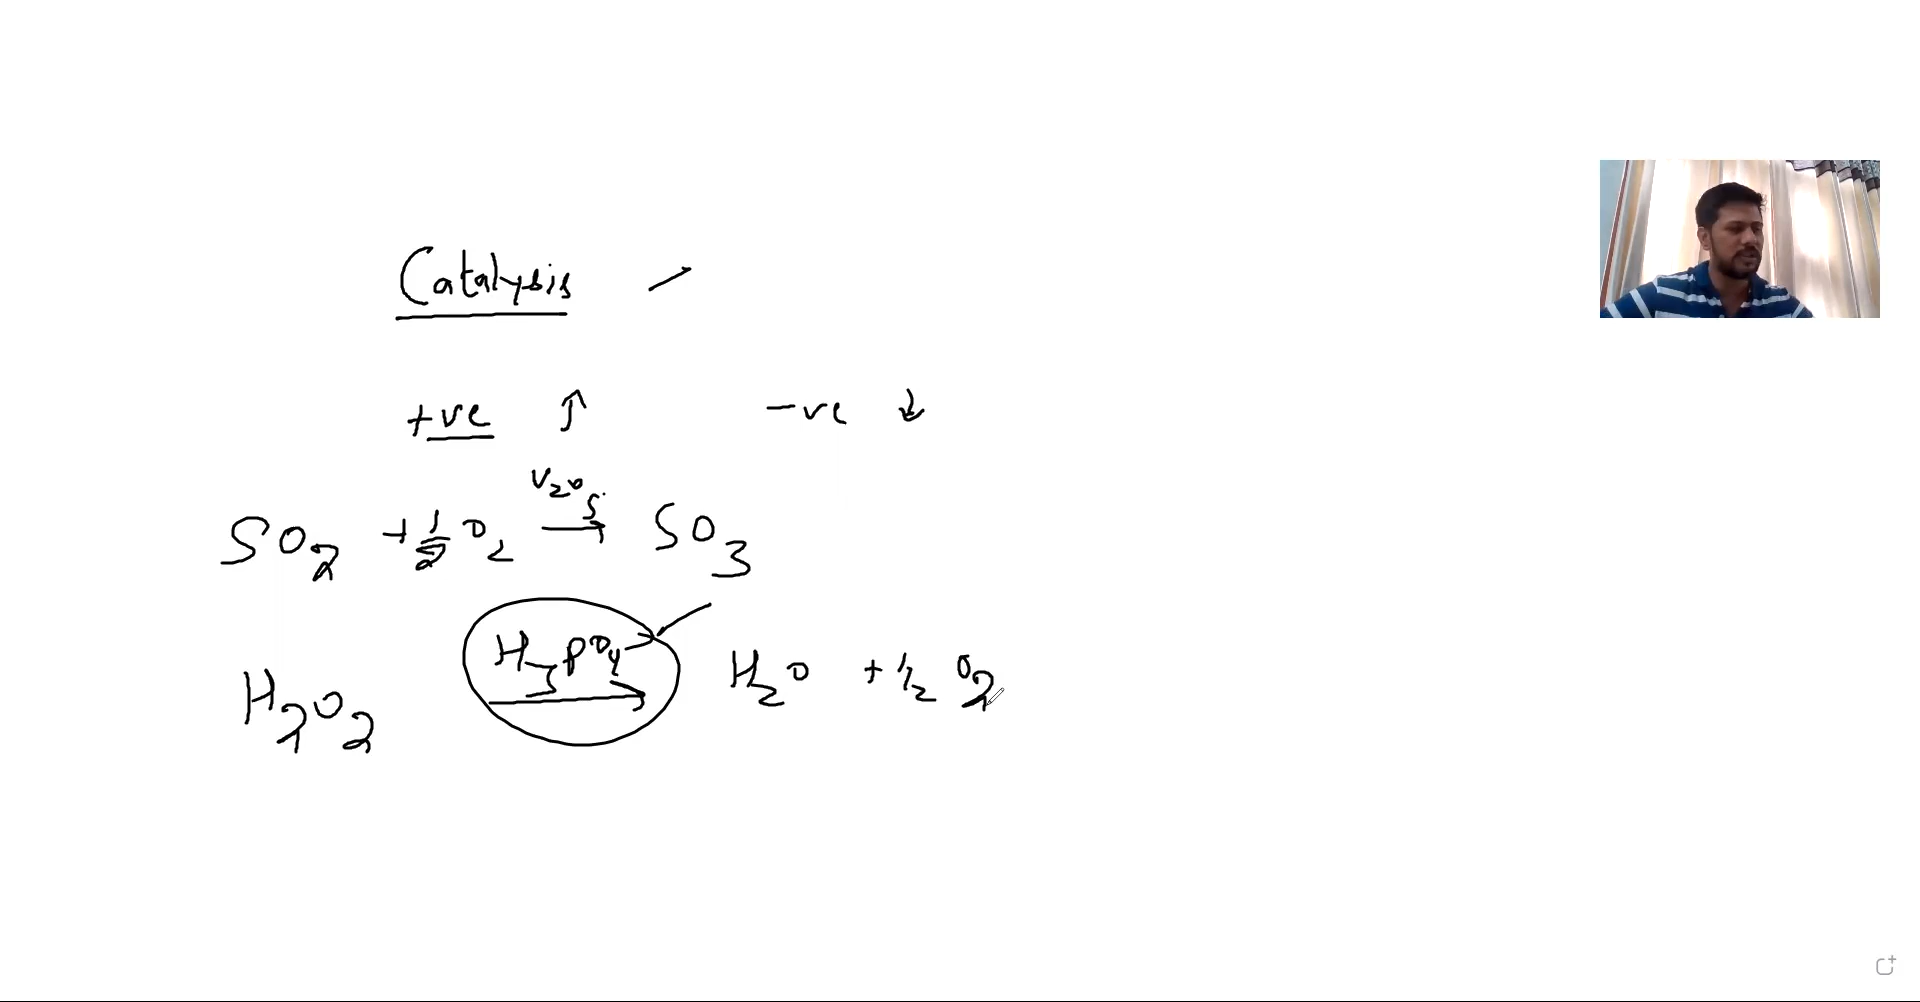 Catalysis
+ve ↑ -ve ↓
V₂O₅
SO₂ + 1/2 O₂ → SO₃
H₃PO₄
H₂O₂ → H₂O + 1/2 O₂